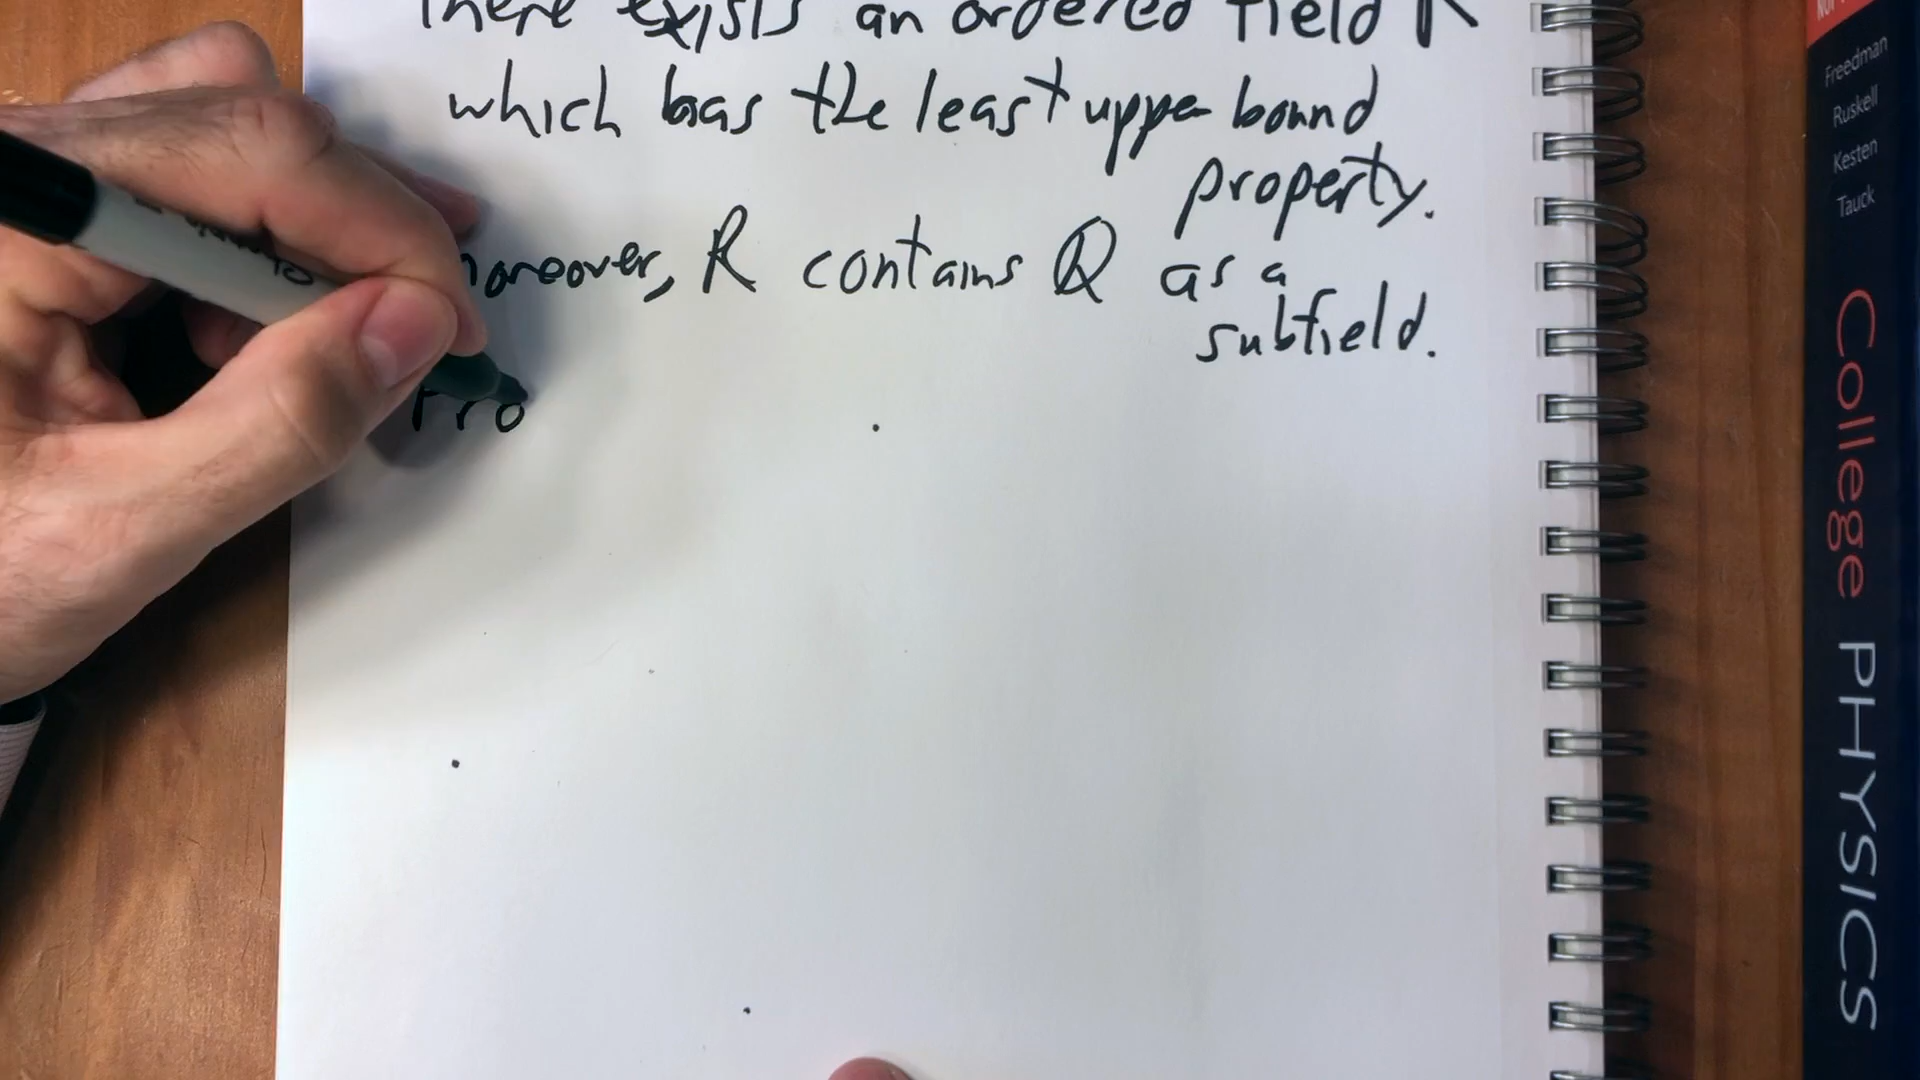 There exists an ordered field R
which has the least upper bound
property.
Moreover, R contains Q as a
subfield.
Pro
Freedman
Ruskell
Kesten
Tauck
College PHYSICS